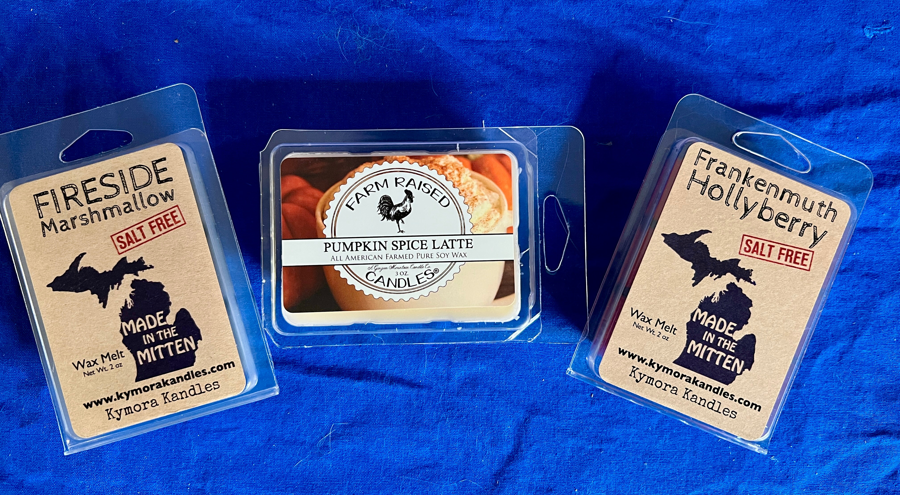 FIRESIDE
Marshmallow
SALT FREE
MADE
IN THE
MITTEN
Wax Melt
Net Wt. 2 oz
www.kymorakandles.com
Kymora Kandles
FARM RAISED
PUMPKIN SPICE LATTE
ALL AMERICAN FARMED PURE SOY WAX
3 OZ.
CANDLES®
Frankenmuth
Hollyberry
SALT FREE
MADE
IN THE
MITTEN
Wax Melt
Net Wt. 2 oz
www.kymorakandles.com
Kymora Kandles